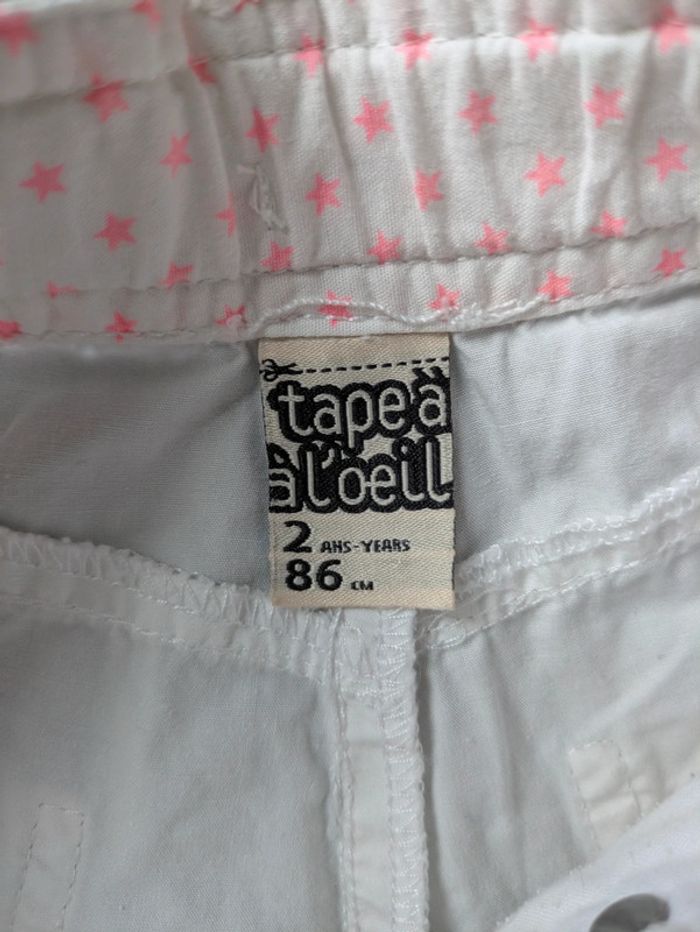 tape à
à l'oeil
2 ANS-YEARS
86 CM